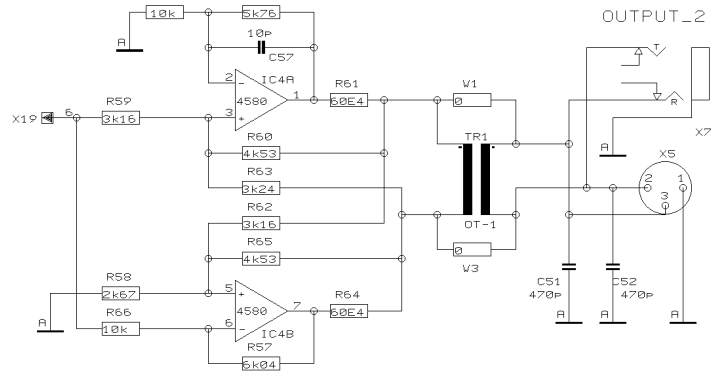 OUTPUT_2
10k
5k76
A
10p
C57
2
-
IC4A
4580
1
3
+
R61
60E4
W1
0
T
R
X7
X19
6
R59
3k16
R60
4k53
R63
3k24
TR1
OT-1
A
X5
2
1
3
R62
3k16
R65
4k53
W3
0
R58
2k67
5
+
4580
7
6
-
IC4B
R64
60E4
C51
470p
C52
470p
A
R66
10k
R57
6k04
A
A
A